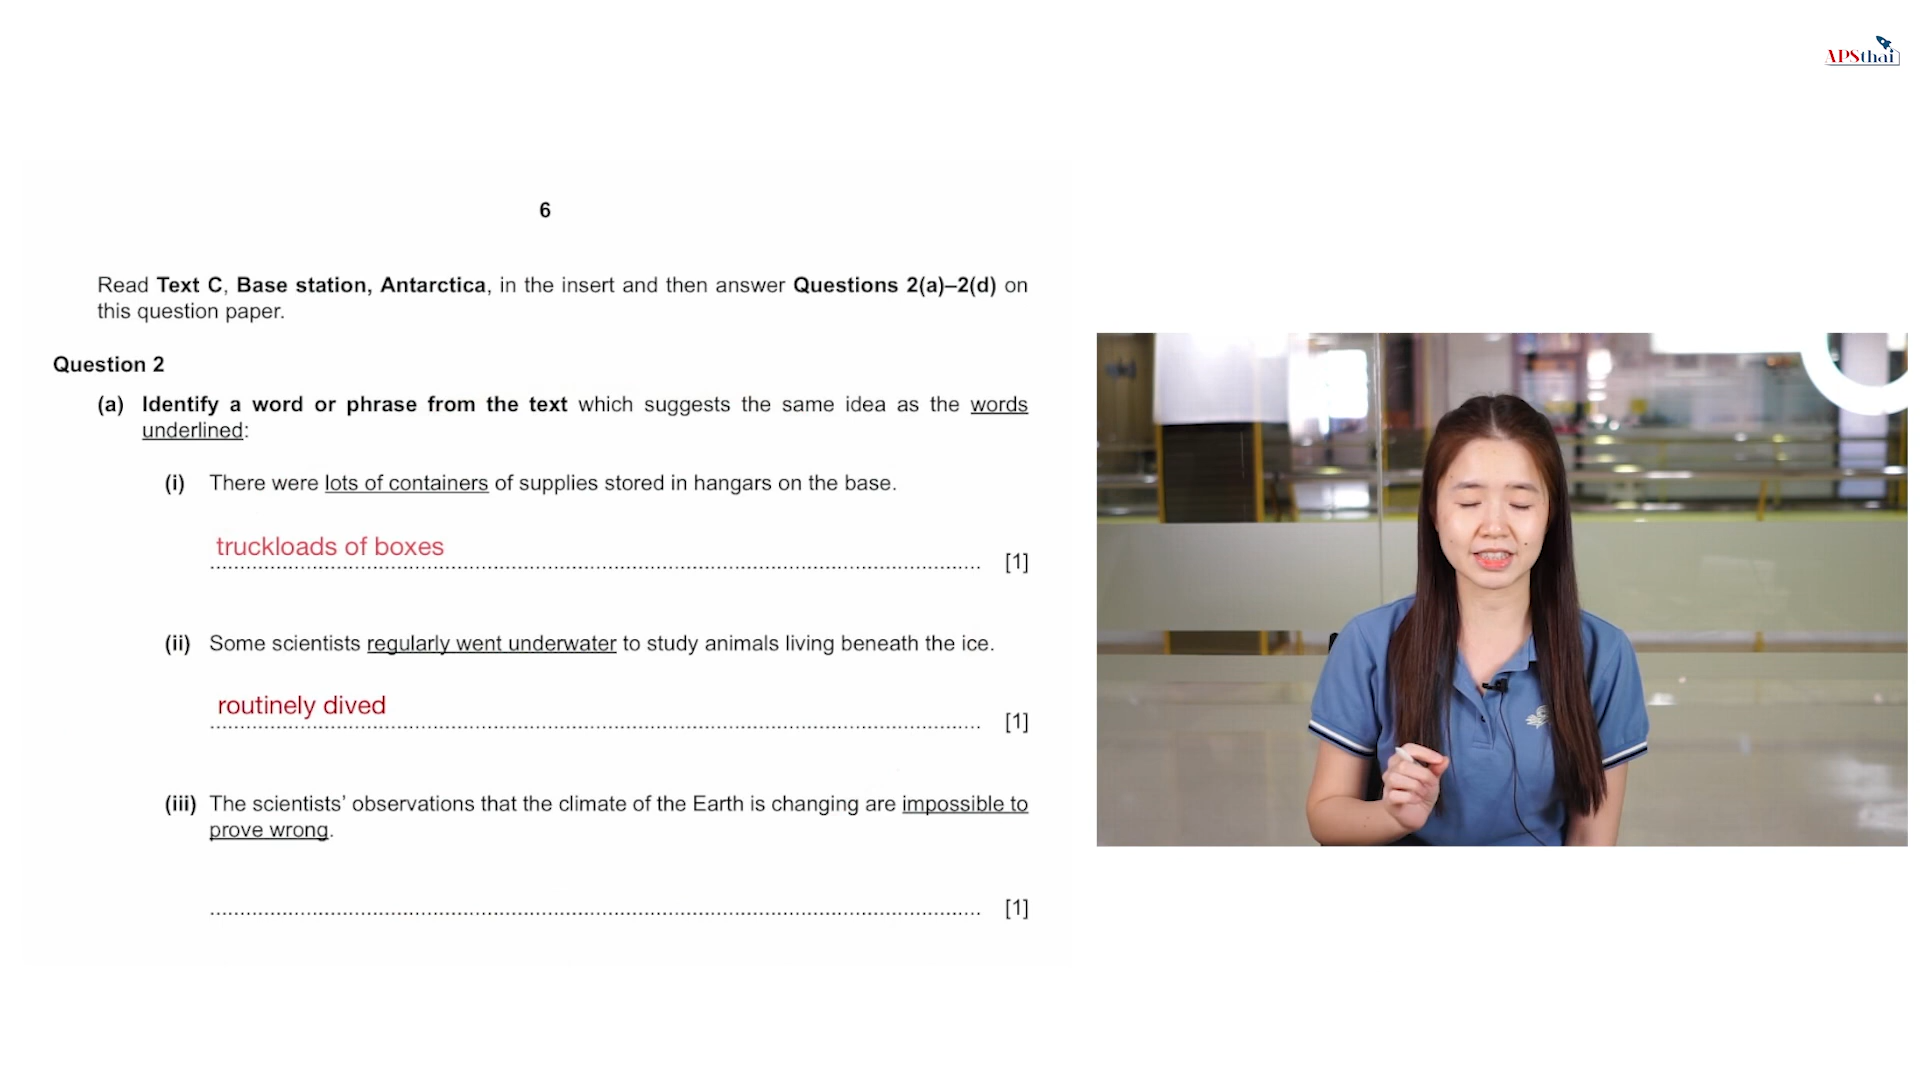 APSthai
6
Read Text C, Base station, Antarctica, in the insert and then answer Questions 2(a)–2(d) on
this question paper.
Question 2
(a) Identify a word or phrase from the text which suggests the same idea as the words
underlined:
(i) There were lots of containers of supplies stored in hangars on the base.
truckloads of boxes
[1]
(ii) Some scientists regularly went underwater to study animals living beneath the ice.
routinely dived
[1]
(iii) The scientists’ observations that the climate of the Earth is changing are impossible to
prove wrong.
[1]